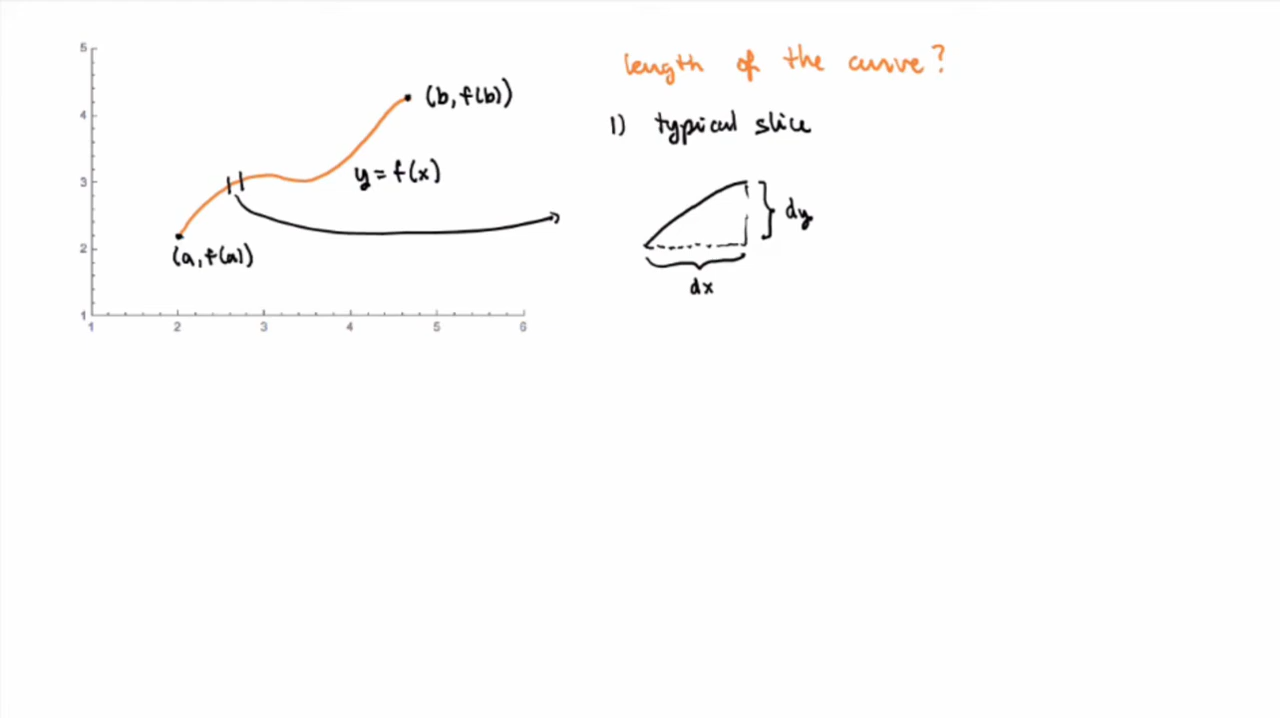 length of the curve?
1) typical slice
dy
dx
5
4
3
2
1
(b, f(b))
y = f(x)
(a, f(a))
1 2 3 4 5 6